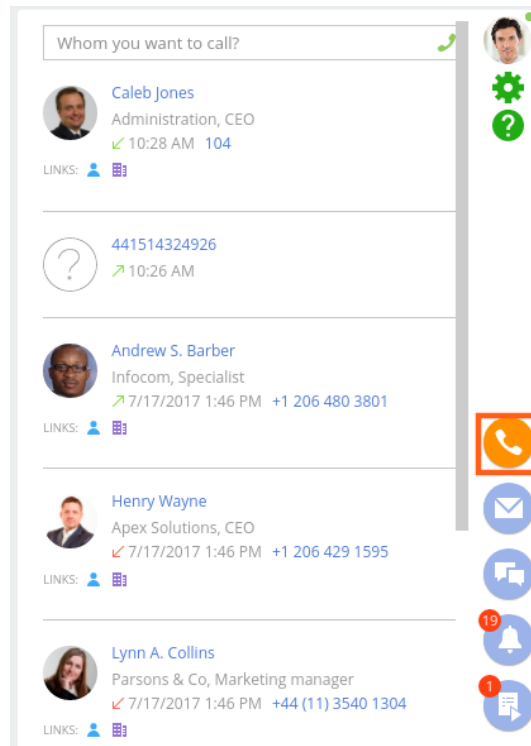 Whom you want to call?
Caleb Jones
Administration, CEO
10:28 AM 104
LINKS:
?
441514324926
10:26 AM
Andrew S. Barber
Infocom, Specialist
7/17/2017 1:46 PM +1 206 480 3801
LINKS:
Henry Wayne
Apex Solutions, CEO
7/17/2017 1:46 PM +1 206 429 1595
LINKS:
Lynn A. Collins
Parsons & Co, Marketing manager
7/17/2017 1:46 PM +44 (11) 3540 1304
LINKS:
?
19
1